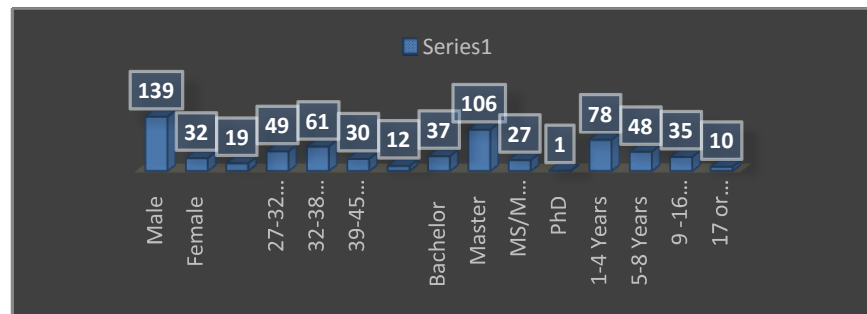 Series1
139
32
19
49
61
30
12
37
106
27
1
78
48
35
10
Male
Female
27-32...
32-38...
39-45...
Bachelor
Master
MS/M...
PhD
1-4 Years
5-8 Years
9 -16...
17 or...